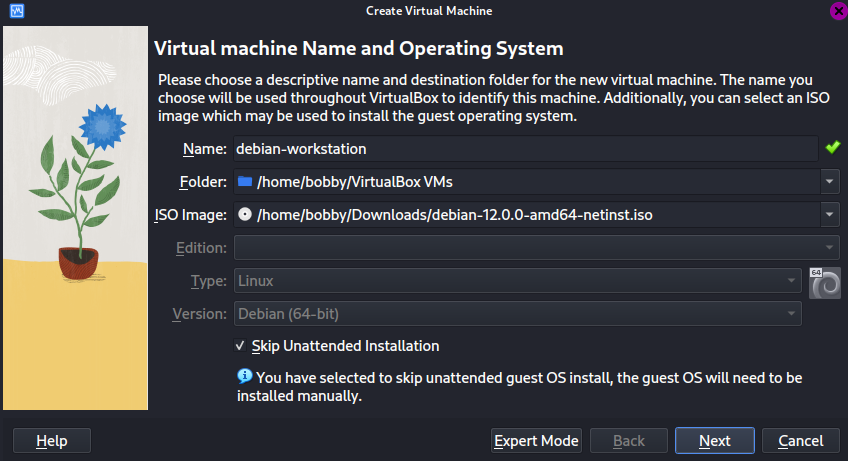 Create Virtual Machine
Virtual machine Name and Operating System
Please choose a descriptive name and destination folder for the new virtual machine. The name you
choose will be used throughout VirtualBox to identify this machine. Additionally, you can select an ISO
image which may be used to install the guest operating system.
Name: debian-workstation
Folder: /home/bobby/VirtualBox VMs
ISO Image: /home/bobby/Downloads/debian-12.0.0-amd64-netinst.iso
Edition:
Type: Linux
64
Version: Debian (64-bit)
Skip Unattended Installation
You have selected to skip unattended guest OS install, the guest OS will need to be
installed manually.
Help Expert Mode Back Next Cancel